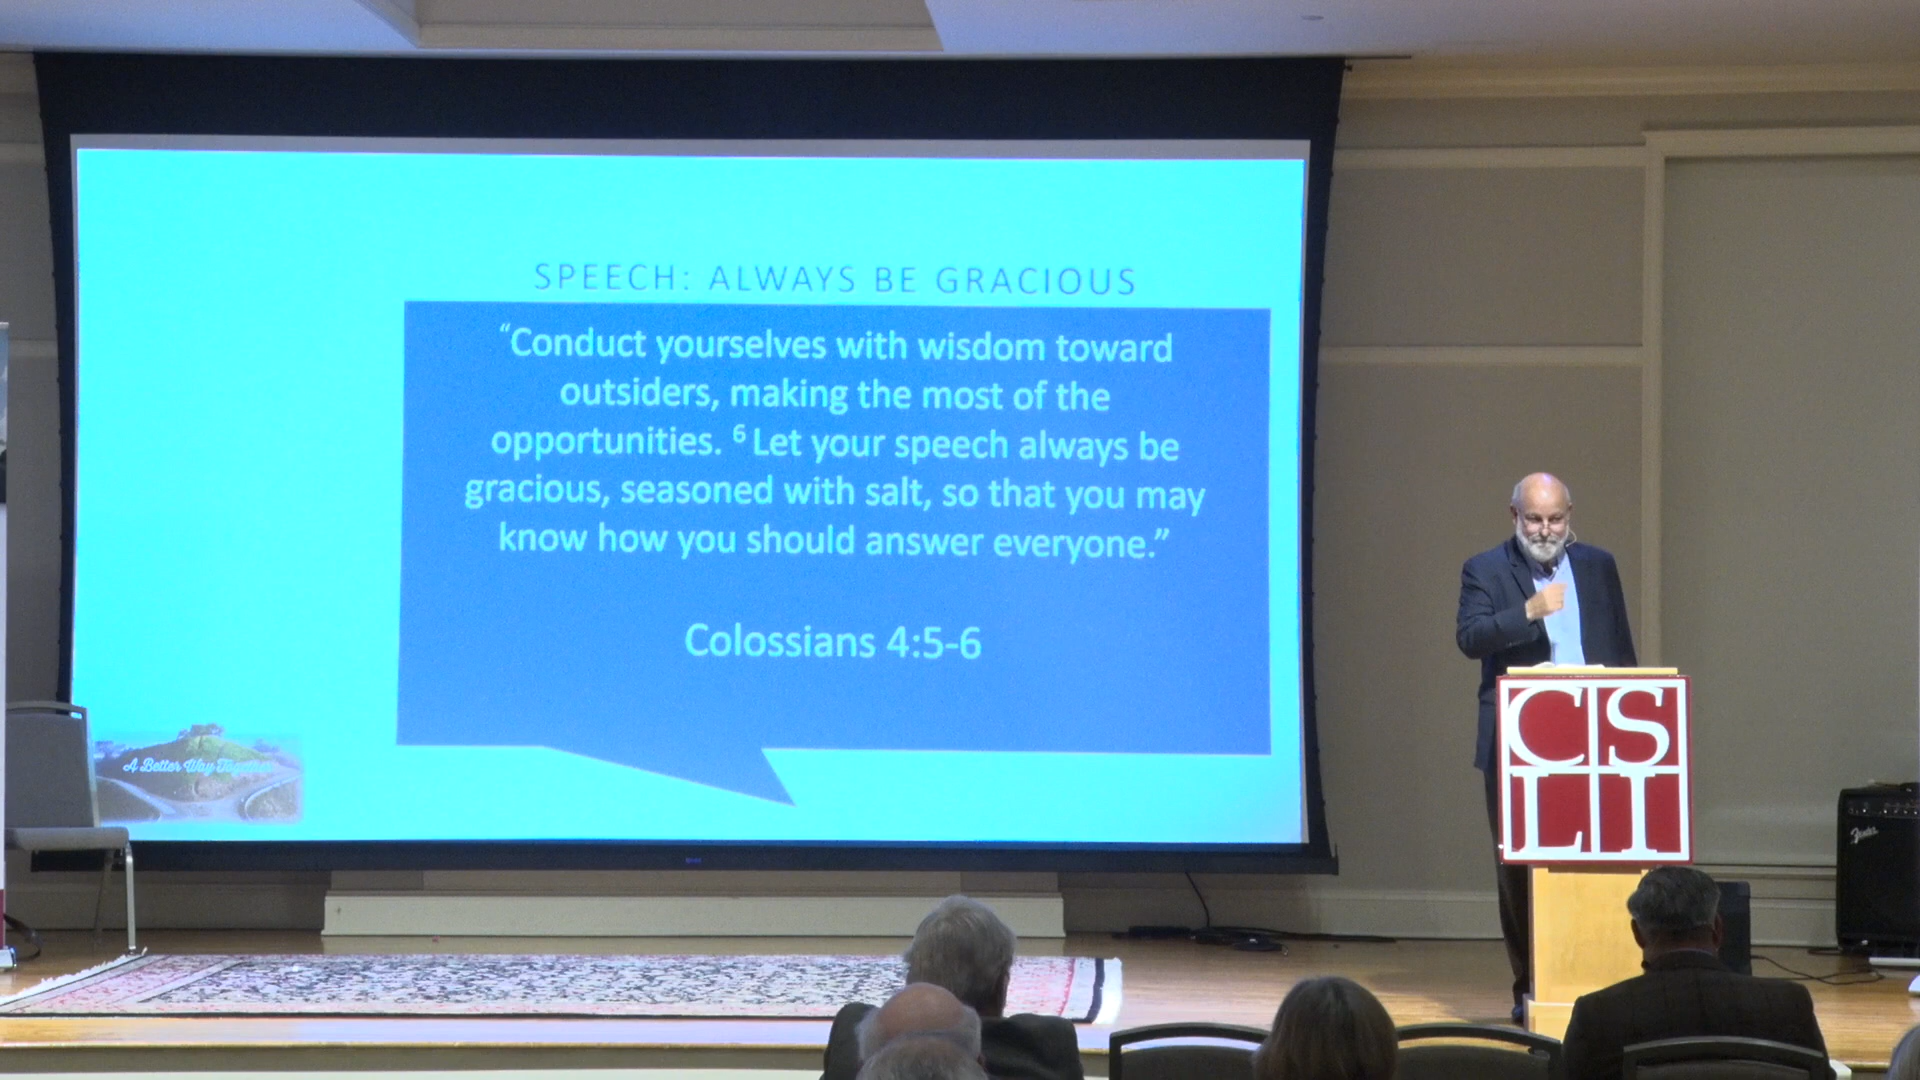 SPEECH: ALWAYS BE GRACIOUS
“Conduct yourselves with wisdom toward
outsiders, making the most of the
opportunities. ⁶ Let your speech always be
gracious, seasoned with salt, so that you may
know how you should answer everyone.”
Colossians 4:5-6
A Better Way Together
CS
LI
Fender